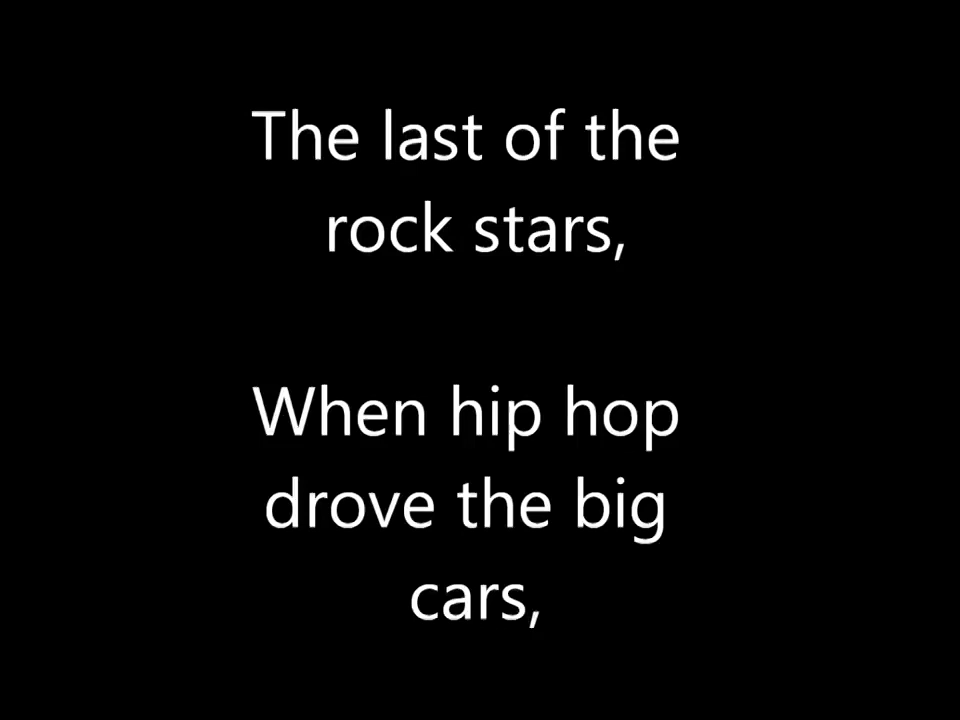 The last of the
rock stars,
When hip hop
drove the big
cars,